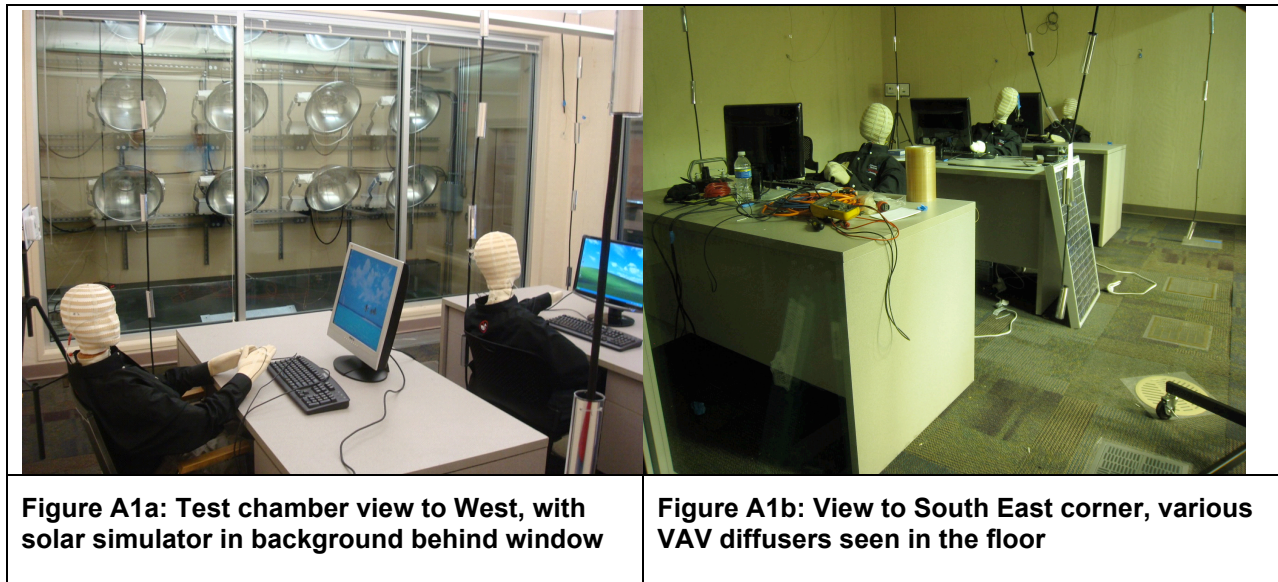 Figure A1a: Test chamber view to West, with
solar simulator in background behind window
Figure A1b: View to South East corner, various
VAV diffusers seen in the floor